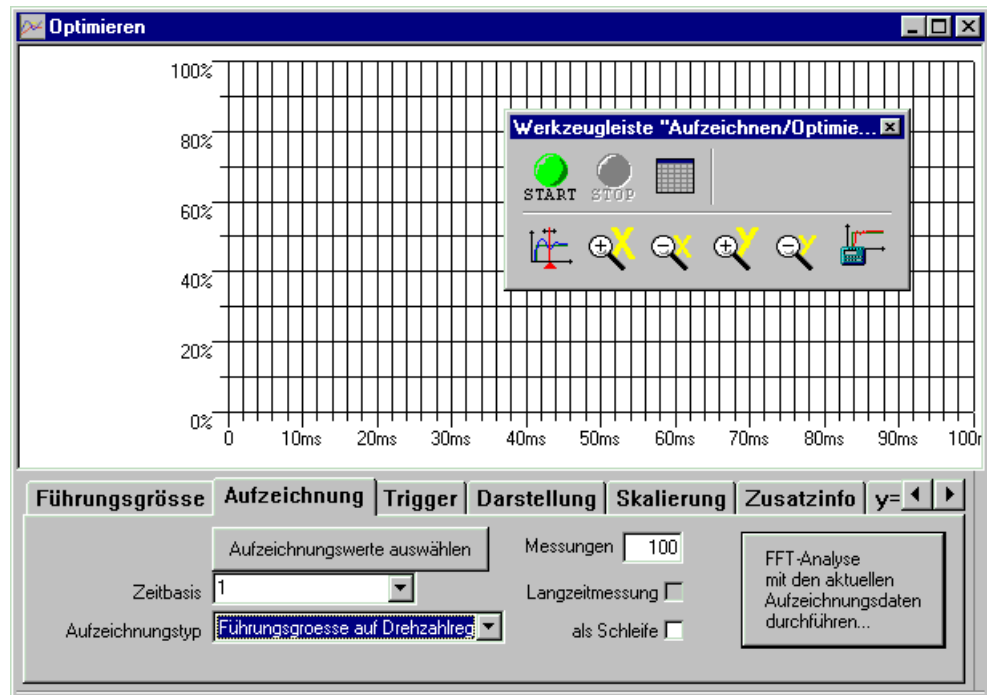 Optimieren
100%
80%
60%
40%
20%
0%
0 10ms 20ms 30ms 40ms 50ms 60ms 70ms 80ms 90ms 100
Werkzeugleiste "Aufzeichnen/Optimie...
START STOP
X X Y Y
Führungsgrösse Aufzeichnung Trigger Darstellung Skalierung Zusatzinfo y=
Aufzeichnungswerte auswählen
Messungen 100
Zeitbasis 1
Langzeitmessung
Aufzeichnungstyp Führungsgroesse auf Drehzahlreg
als Schleife
FFT-Analyse
mit den aktuellen
Aufzeichnungsdaten
durchführen...